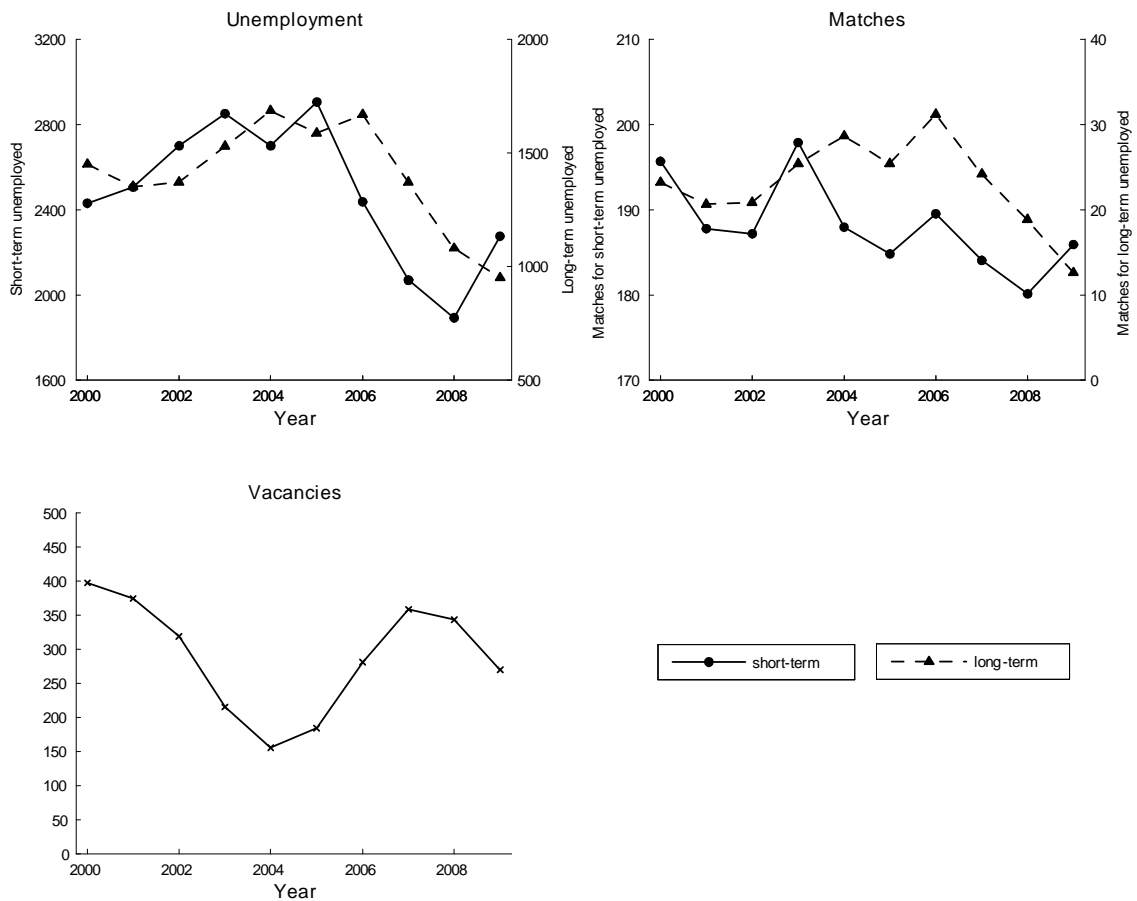 Unemployment
3200
2800
2400
2000
1600
Short-term unemployed
2000
1500
1000
500
Long-term unemployed
2000 2002 2004 2006 2008
Year
Matches
210
200
190
180
170
Matches for short-term unemployed
40
30
20
10
0
Matches for long-term unemployed
2000 2002 2004 2006 2008
Year
Vacancies
500
450
400
350
300
250
200
150
100
50
0
2000 2002 2004 2006 2008
Year
short-term
long-term